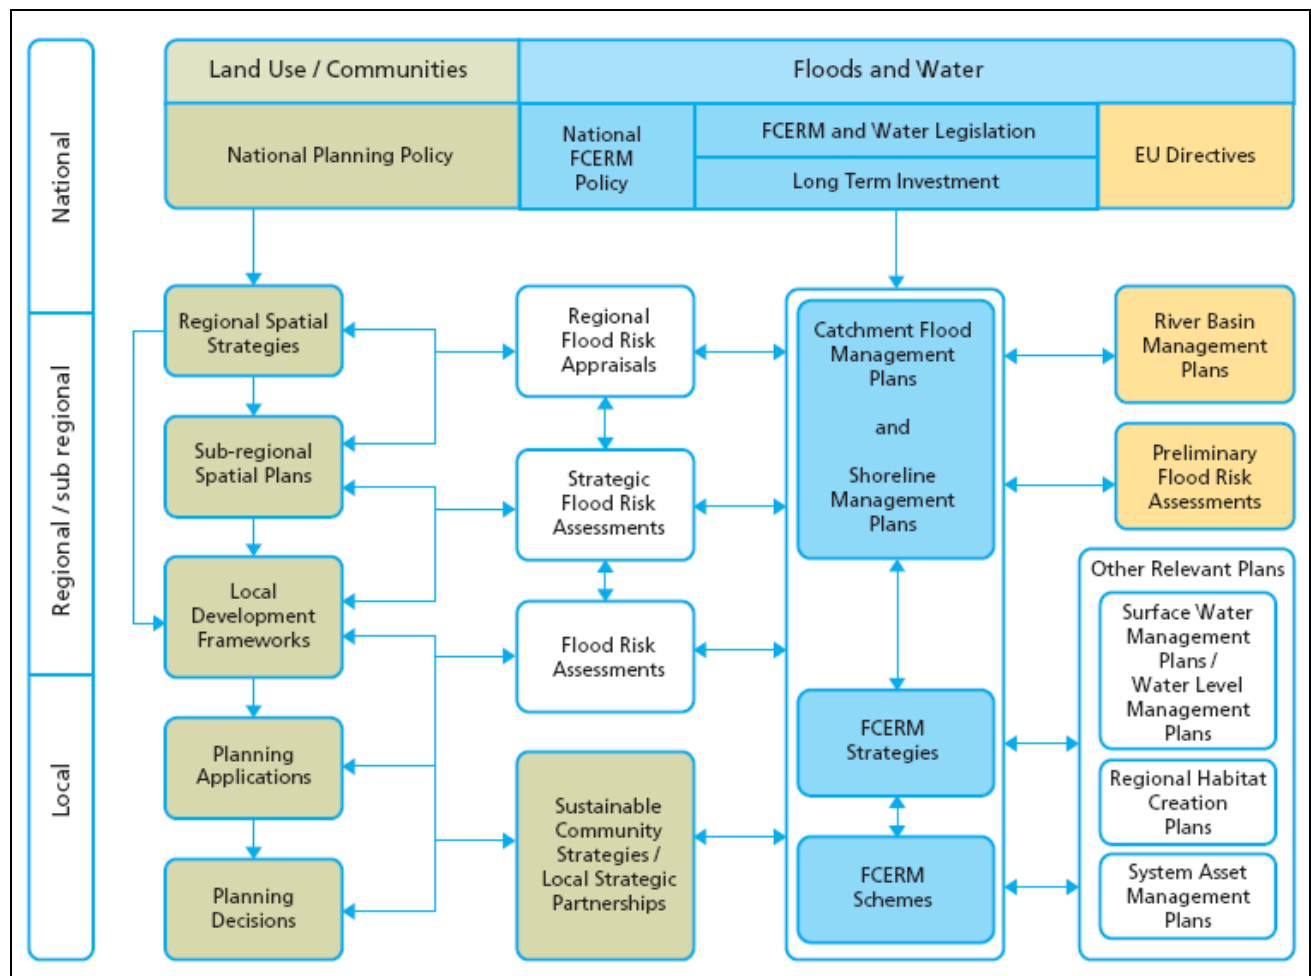 National
Regional / sub regional
Local
Land Use / Communities
Floods and Water
National Planning Policy
National
FCERM
Policy
FCERM and Water Legislation
Long Term Investment
EU Directives
Regional Spatial
Strategies
Sub-regional
Spatial Plans
Local
Development
Frameworks
Planning
Applications
Planning
Decisions
Regional
Flood Risk
Appraisals
Strategic
Flood Risk
Assessments
Flood Risk
Assessments
Sustainable
Community
Strategies /
Local Strategic
Partnerships
Catchment Flood
Management
Plans
and
Shoreline
Management
Plans
FCERM
Strategies
FCERM
Schemes
River Basin
Management
Plans
Preliminary
Flood Risk
Assessments
Other Relevant Plans
Surface Water
Management
Plans /
Water Level
Management
Plans
Regional Habitat
Creation
Plans
System Asset
Management
Plans